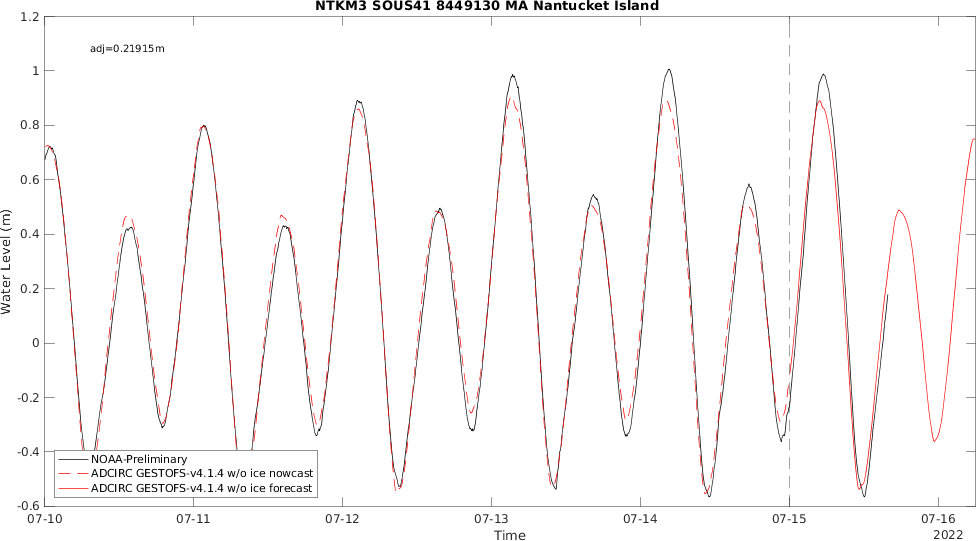 NTKM3 SOUS41 8449130 MA Nantucket Island
1.2
adj=0.21915m
1
0.8
0.6
0.4
0.2
0
-0.2
-0.4
-0.6
Water Level (m)
NOAA-Preliminary
ADCIRC GESTOFS-v4.1.4 w/o ice nowcast
ADCIRC GESTOFS-v4.1.4 w/o ice forecast
07-10 07-11 07-12 07-13 07-14 07-15 07-16
Time
2022